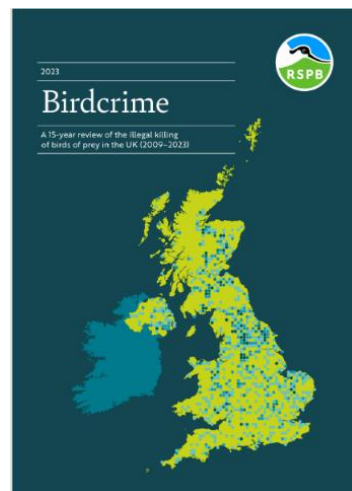 RSPB
2023
Birdcrime
A 15-year review of the illegal killing
of birds of prey in the UK (2009–2023)